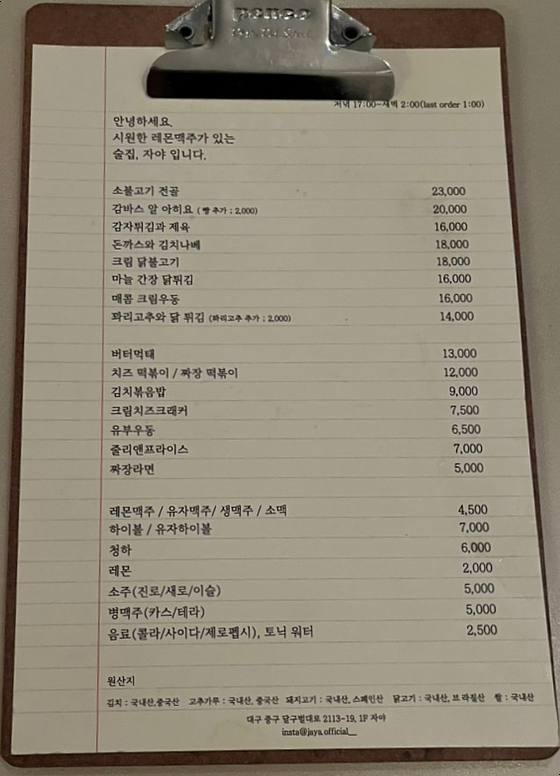 penco
저녁 17:00~새벽 2:00(last order 1:00)
안녕하세요.
시원한 레몬맥주가 있는
술집, 자야 입니다.
소불고기 전골 23,000
감바스 알 아히요 ( 빵 추가 ; 2,000) 20,000
감자튀김과 제육 16,000
돈까스와 김치나베 18,000
크림 닭불고기 18,000
마늘 간장 닭튀김 16,000
매콤 크림우동 16,000
꽈리고추와 닭 튀김 (꽈리고추 추가 ; 2,000) 14,000
버터먹태 13,000
치즈 떡볶이 / 짜장 떡볶이 12,000
김치볶음밥 9,000
크림치즈크래커 7,500
유부우동 6,500
줄리앤프라이스 7,000
짜장라면 5,000
레몬맥주 / 유자맥주/ 생맥주 / 소맥 4,500
하이볼 / 유자하이볼 7,000
청하 6,000
레몬 2,000
소주(진로/새로/이슬) 5,000
병맥주(카스/테라) 5,000
음료(콜라/사이다/제로펩시), 토닉 워터 2,500
원산지
김치 : 국내산,중국산 고추가루 : 국내산, 중국산 돼지고기 : 국내산, 스페인산 닭고기 : 국내산, 브라질산 쌀 : 국내산
대구 중구 달구벌대로 2113-19, 1F 자야
insta@jaya.official__